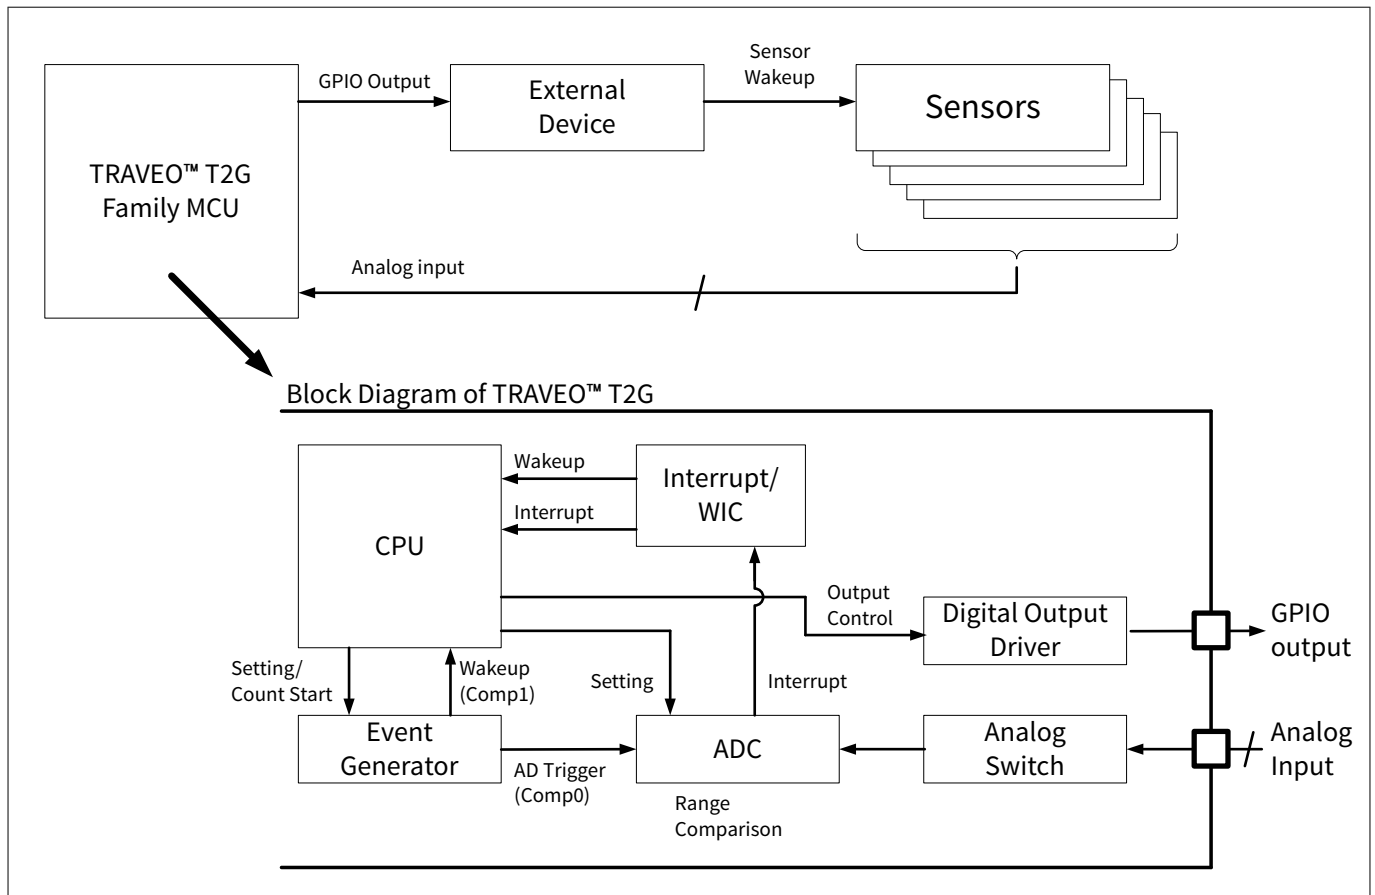 GPIO Output
Sensor
Wakeup
External
Device
Sensors
TRAVEO™ T2G
Family MCU
Analog input
Block Diagram of TRAVEO™ T2G
Wakeup
Interrupt/
WIC
Interrupt
CPU
Output
Control
Digital Output
Driver
GPIO
output
Setting/
Count Start
Wakeup
(Comp1)
Setting
Interrupt
Event
Generator
AD Trigger
(Comp0)
ADC
Range
Comparison
Analog
Switch
Analog
Input